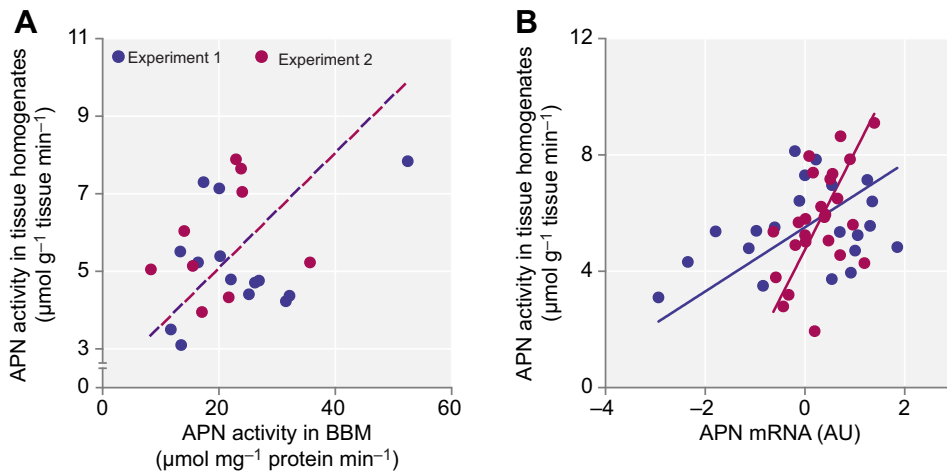 A
APN activity in tissue homogenates
(µmol g⁻¹ tissue min⁻¹)
11
9
7
5
3
0
Experiment 1
Experiment 2
0
20
40
60
APN activity in BBM
(µmol mg⁻¹ protein min⁻¹)
B
APN activity in tissue homogenates
(µmol g⁻¹ tissue min⁻¹)
12
8
4
0
−4
−2
0
2
APN mRNA (AU)